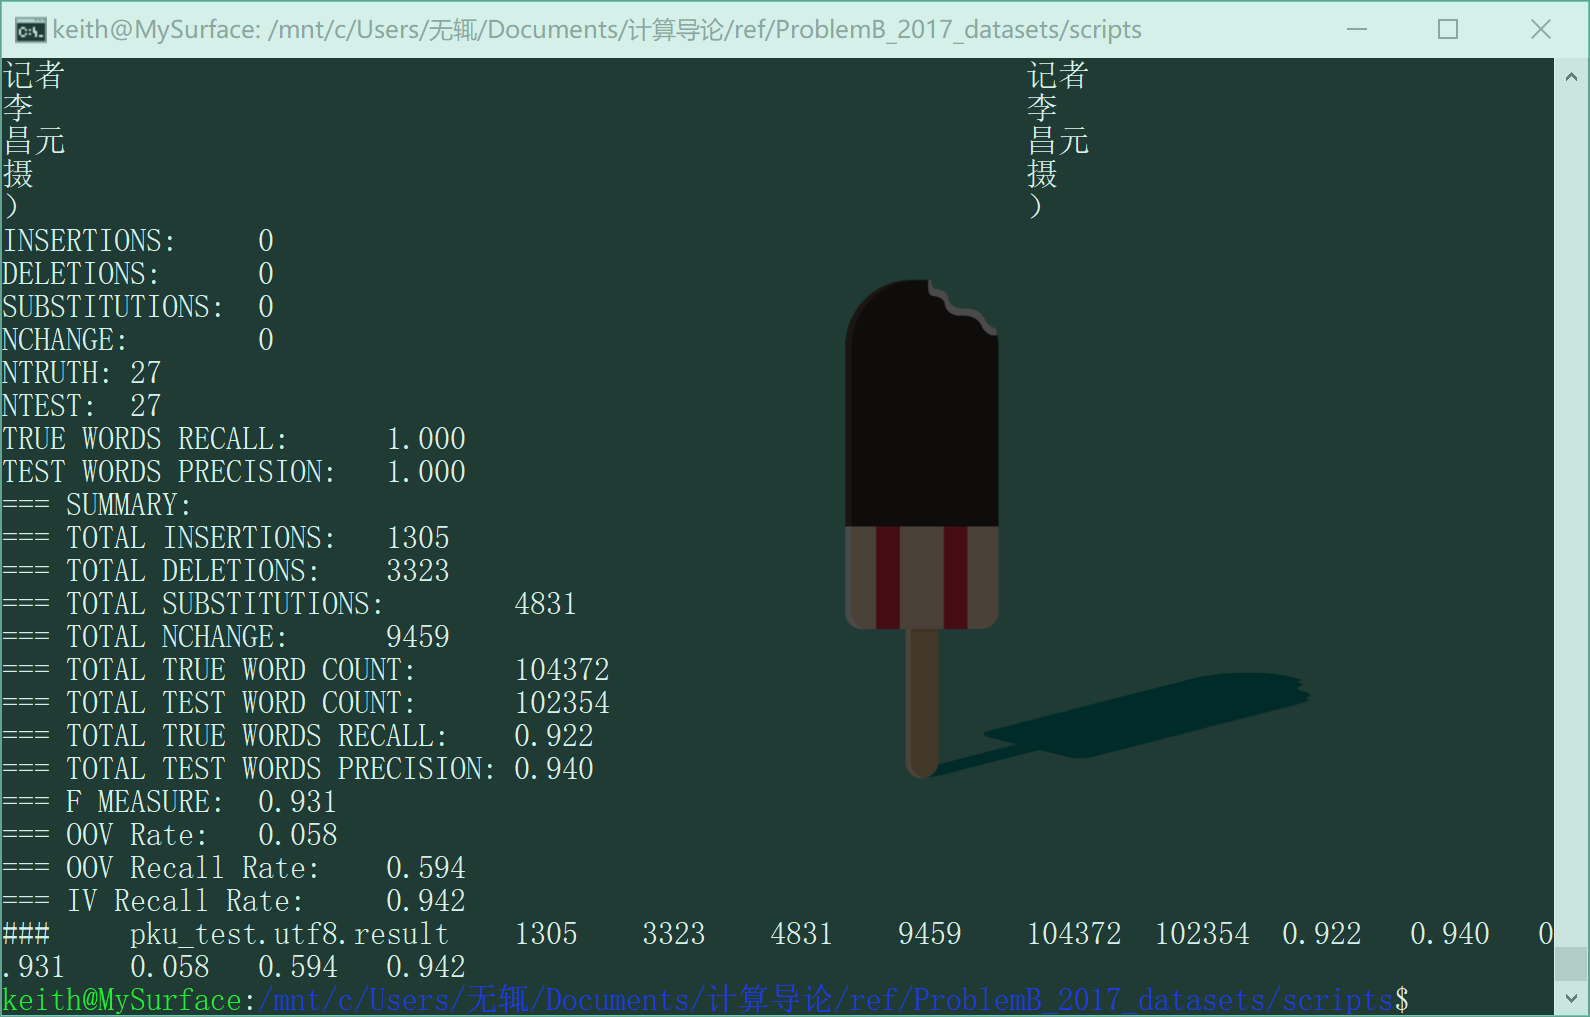 keith@MySurface: /mnt/c/Users/无辄/Documents/计算导论/ref/ProblemB_2017_datasets/scripts
记者 记者
李 李
昌元 昌元
摄 摄
） ）
INSERTIONS: 0
DELETIONS: 0
SUBSTITUTIONS: 0
NCHANGE: 0
NTRUTH: 27
NTEST: 27
TRUE WORDS RECALL: 1.000
TEST WORDS PRECISION: 1.000
=== SUMMARY:
=== TOTAL INSERTIONS: 1305
=== TOTAL DELETIONS: 3323
=== TOTAL SUBSTITUTIONS: 4831
=== TOTAL NCHANGE: 9459
=== TOTAL TRUE WORD COUNT: 104372
=== TOTAL TEST WORD COUNT: 102354
=== TOTAL TRUE WORDS RECALL: 0.922
=== TOTAL TEST WORDS PRECISION: 0.940
=== F MEASURE: 0.931
=== OOV Rate: 0.058
=== OOV Recall Rate: 0.594
=== IV Recall Rate: 0.942
### pku_test.utf8.result 1305 3323 4831 9459 104372 102354 0.922 0.940 0
.931 0.058 0.594 0.942
keith@MySurface:/mnt/c/Users/无辄/Documents/计算导论/ref/ProblemB_2017_datasets/scripts$